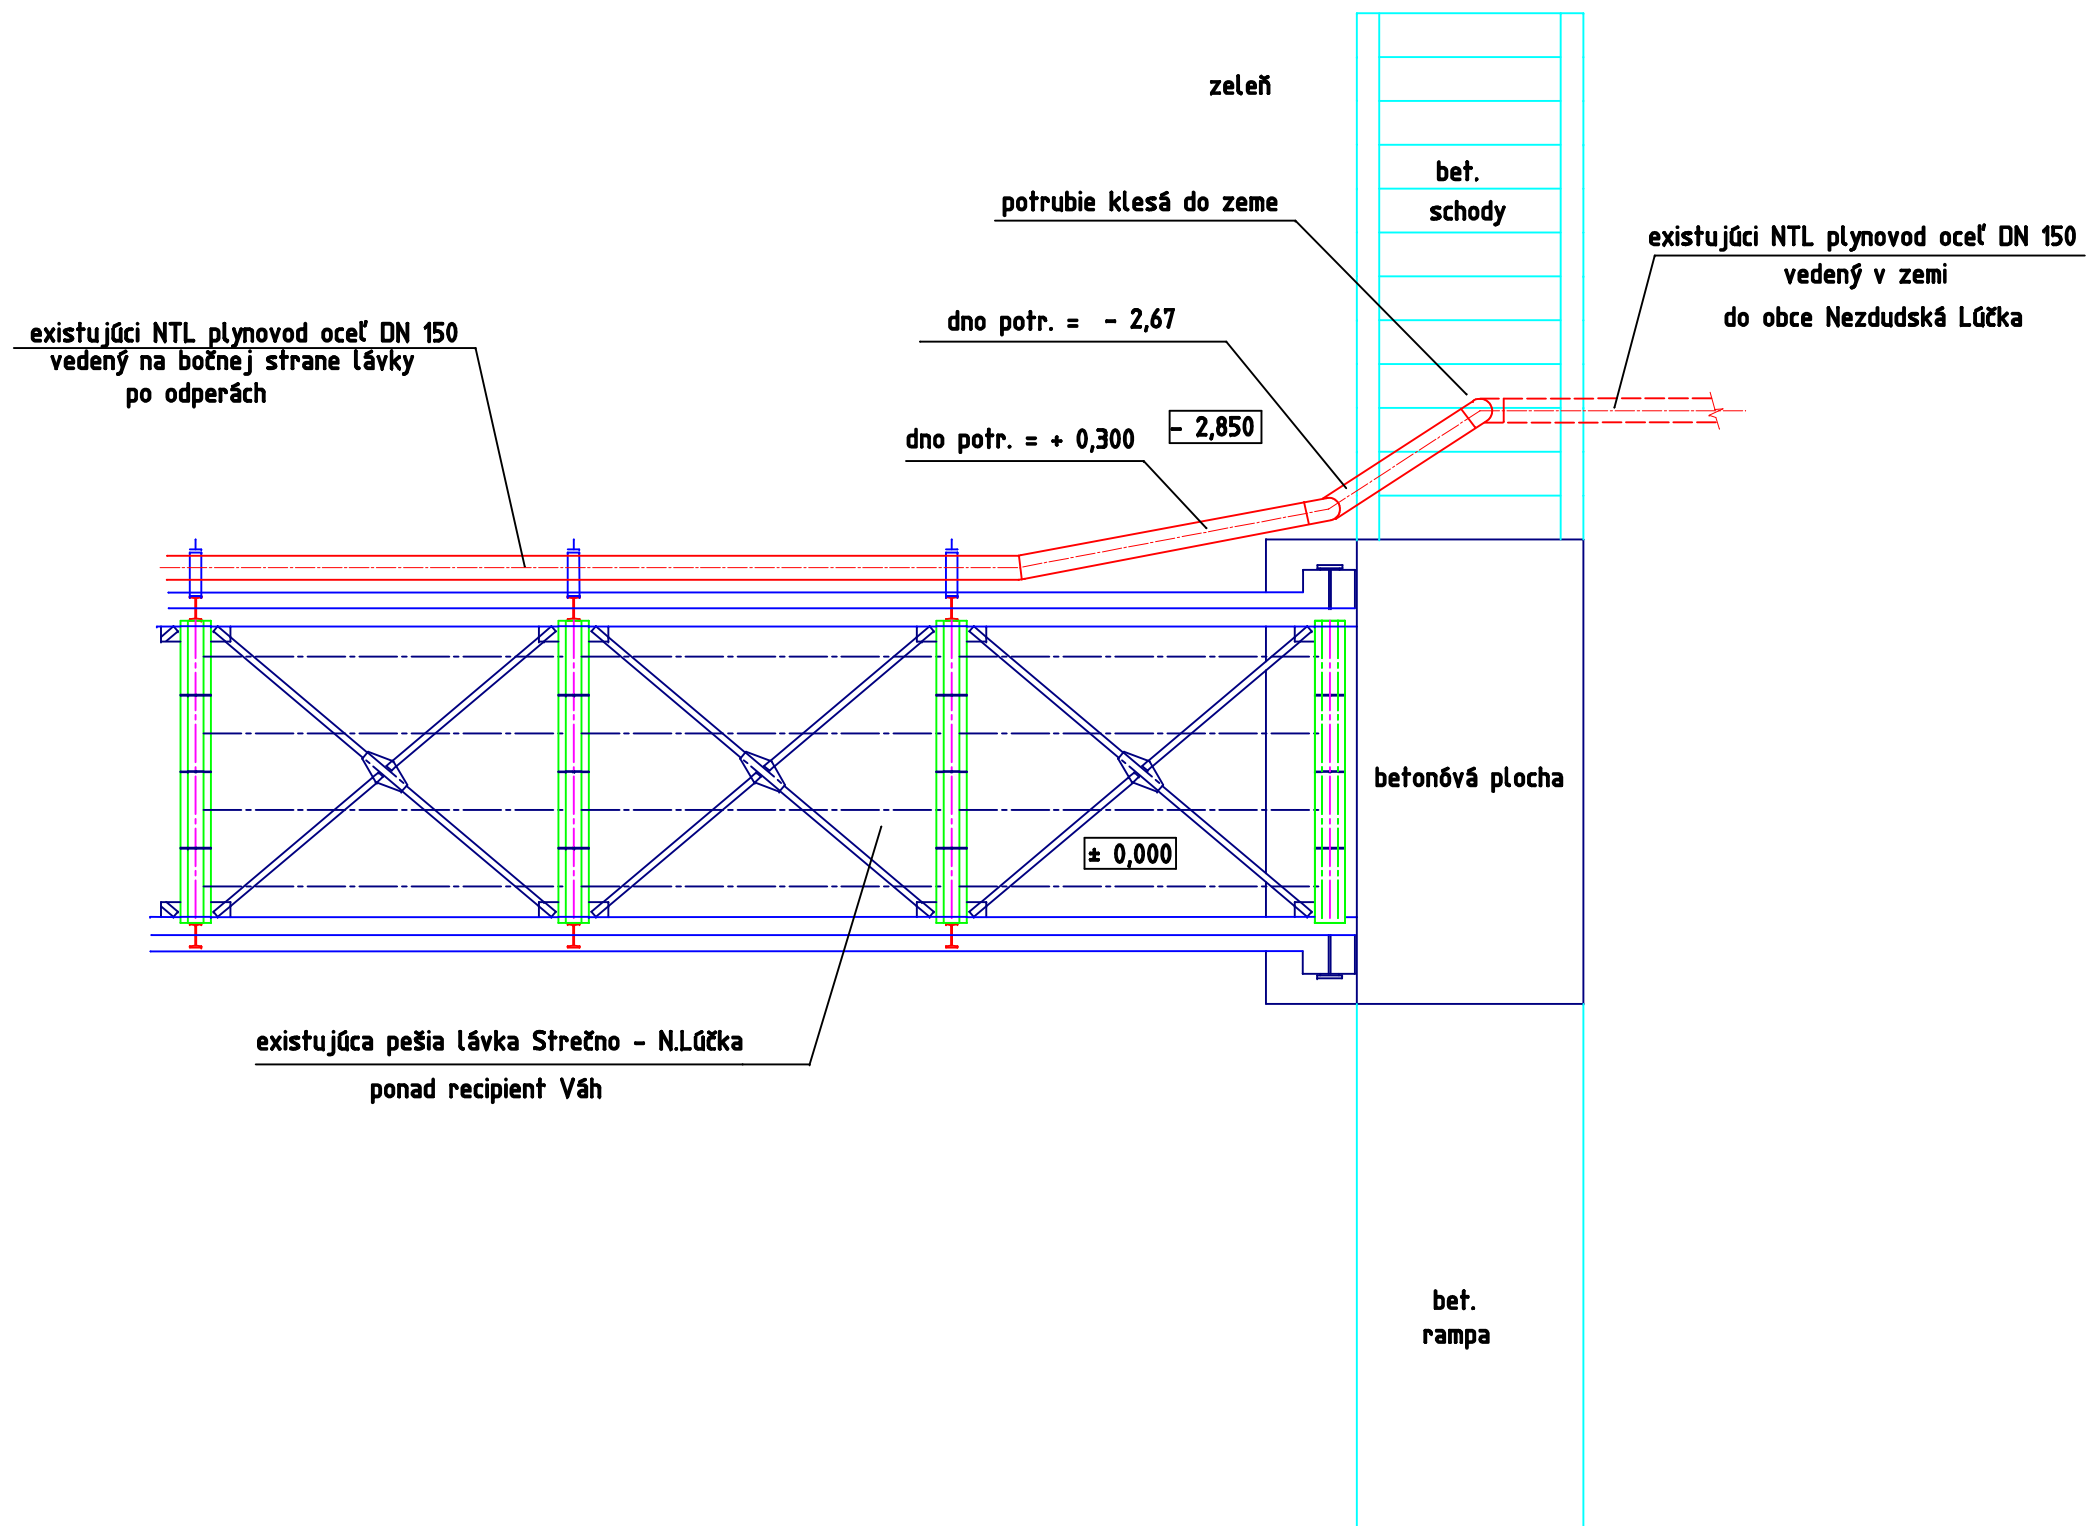 zeleň
bet.
schody
potrubie klesá do zeme
existujúci NTL plynovod oceľ DN 150
vedený v zemi
do obce Nezdudská Lúčka
dno potr. = - 2,67
existujúci NTL plynovod oceľ DN 150
vedený na bočnej strane lávky
po odperách
dno potr. = + 0,300
- 2,850
betonóvá plocha
± 0,000
existujúca pešia lávka Strečno - N.Lúčka
ponad recipient Váh
bet.
rampa